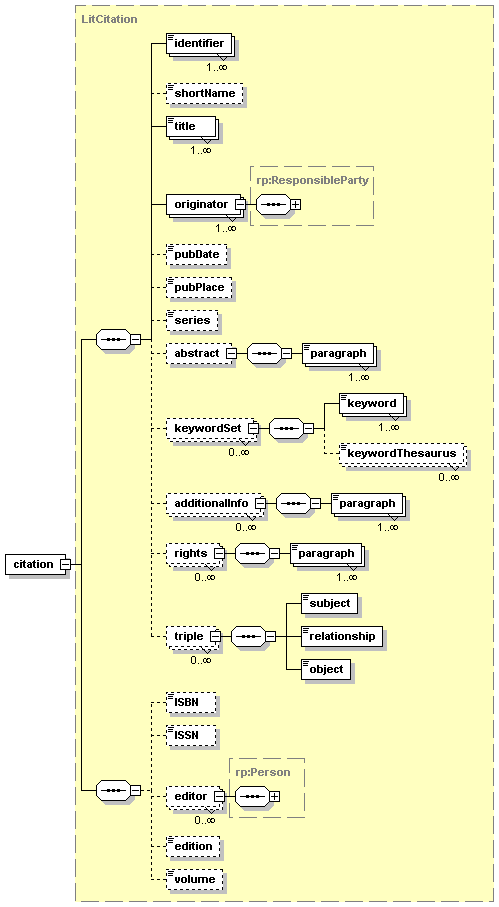 LitCitation
identifier
1..∞
shortName
title
1..∞
rp:ResponsibleParty
originator
1..∞
pubDate
pubPlace
series
abstract
paragraph
1..∞
keyword
1..∞
keywordSet
0..∞
keywordThesaurus
0..∞
additionalInfo
0..∞
paragraph
1..∞
rights
0..∞
paragraph
1..∞
citation
subject
triple
0..∞
relationship
object
ISBN
ISSN
rp:Person
editor
0..∞
edition
volume